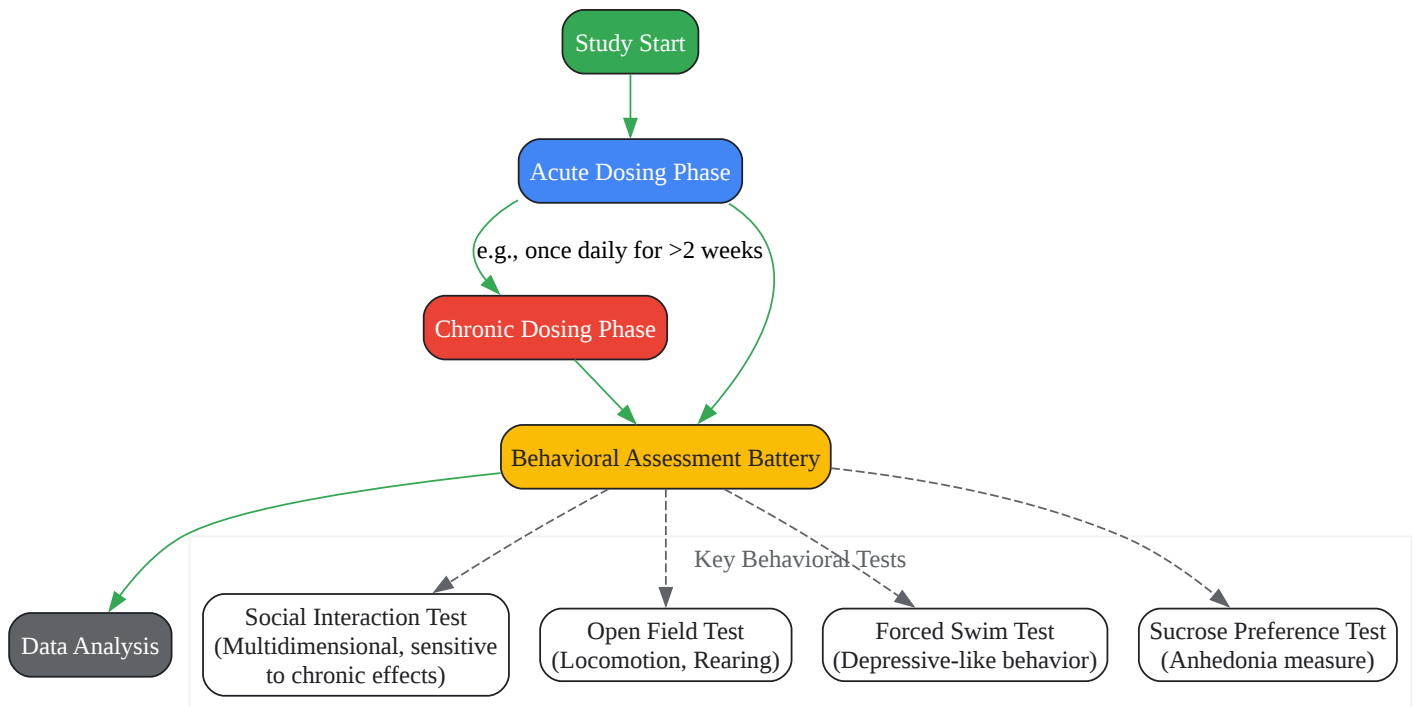 Study Start
Acute Dosing Phase
e.g., once daily for >2 weeks
Chronic Dosing Phase
Behavioral Assessment Battery
Key Behavioral Tests
Data Analysis
Social Interaction Test
(Multidimensional, sensitive
to chronic effects)
Open Field Test
(Locomotion, Rearing)
Forced Swim Test
(Depressive-like behavior)
Sucrose Preference Test
(Anhedonia measure)